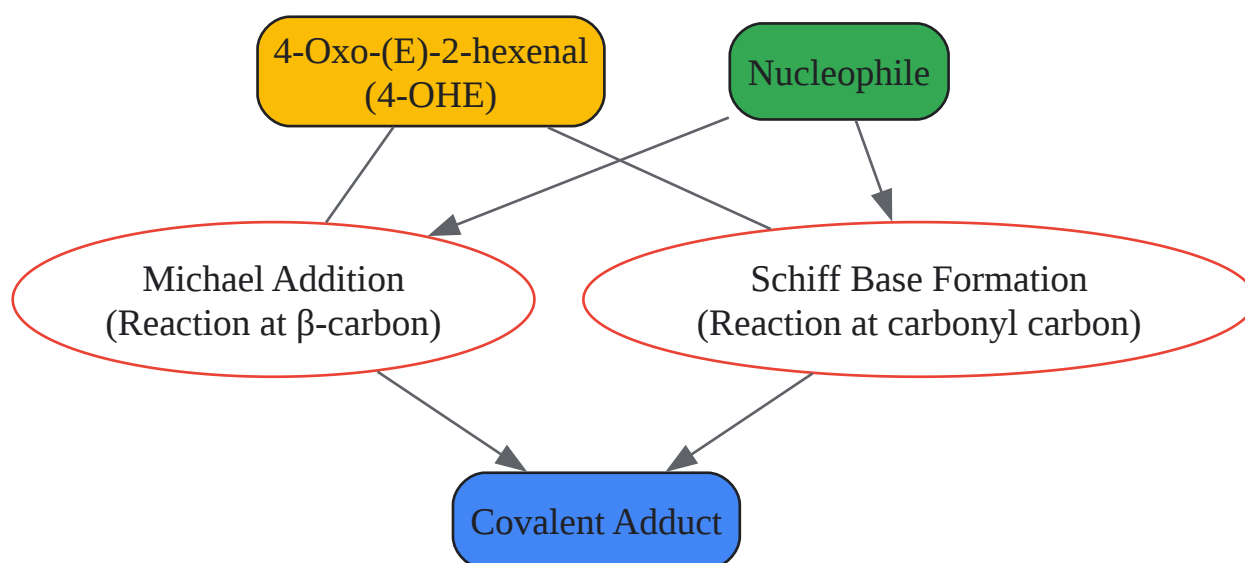 4-Oxo-(E)-2-hexenal
(4-OHE)
Nucleophile
Michael Addition
(Reaction at β-carbon)
Schiff Base Formation
(Reaction at carbonyl carbon)
Covalent Adduct